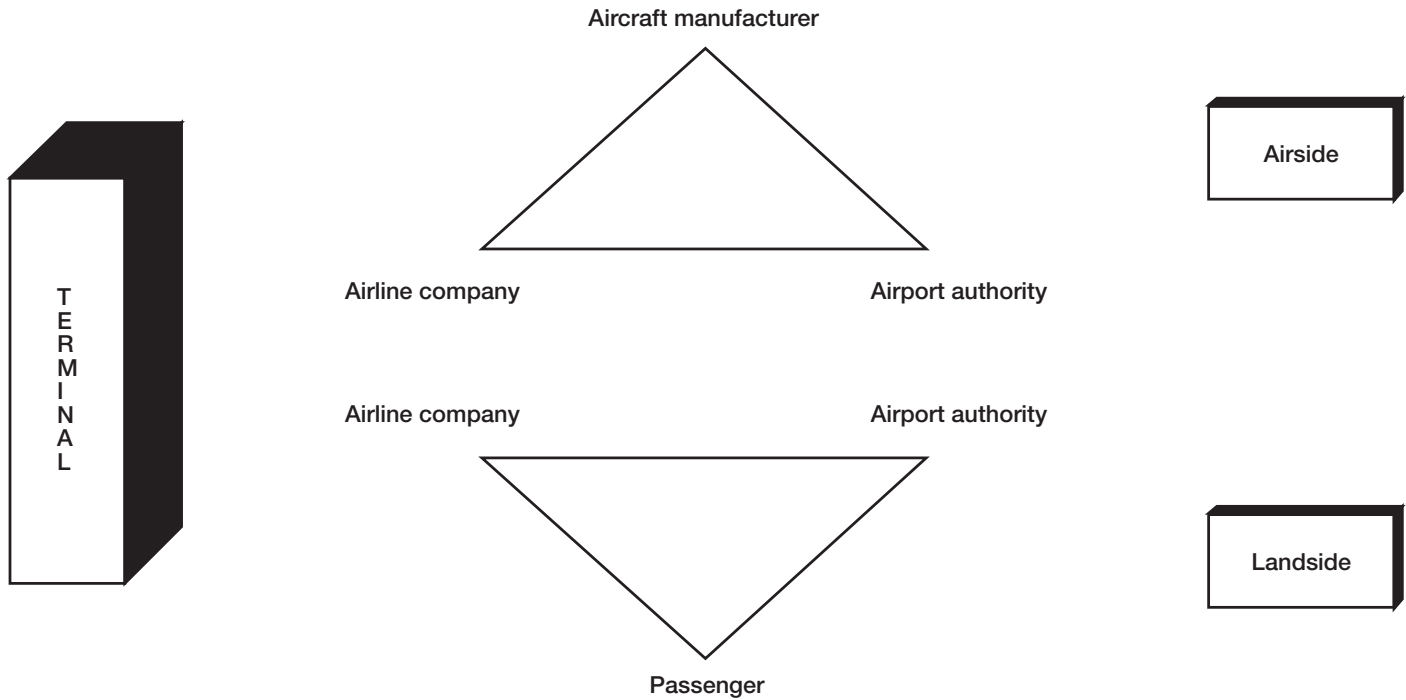 Aircraft manufacturer
Airside
TERMINAL
Airline company
Airport authority
Airline company
Airport authority
Landside
Passenger